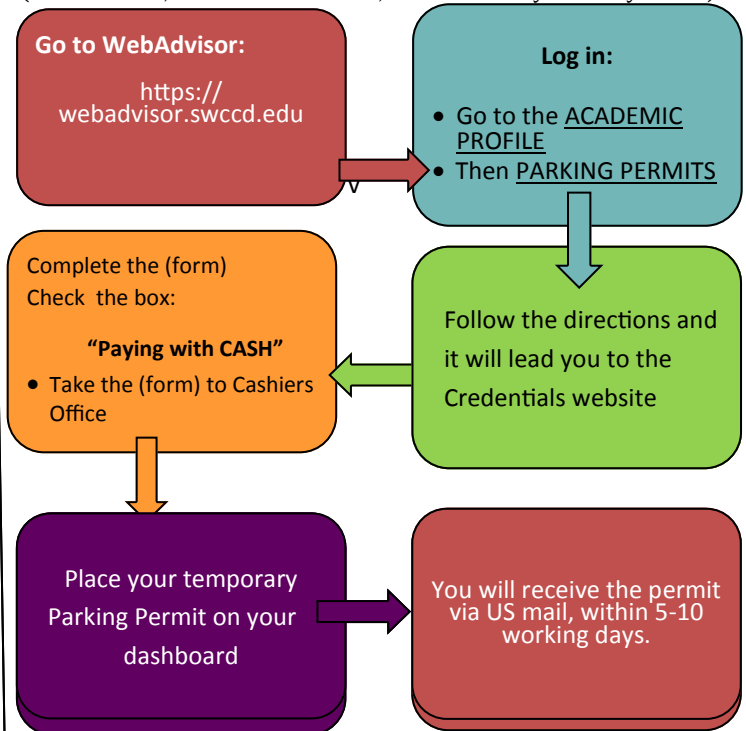 Go to WebAdvisor:
https://
webadvisor.swccd.edu
Log in:
• Go to the ACADEMIC
PROFILE
• Then PARKING PERMITS
Follow the directions and
it will lead you to the
Credentials website
Complete the (form)
Check the box:
“Paying with CASH”
• Take the (form) to Cashiers
Office
Place your temporary
Parking Permit on your
dashboard
You will receive the permit
via US mail, within 5-10
working days.